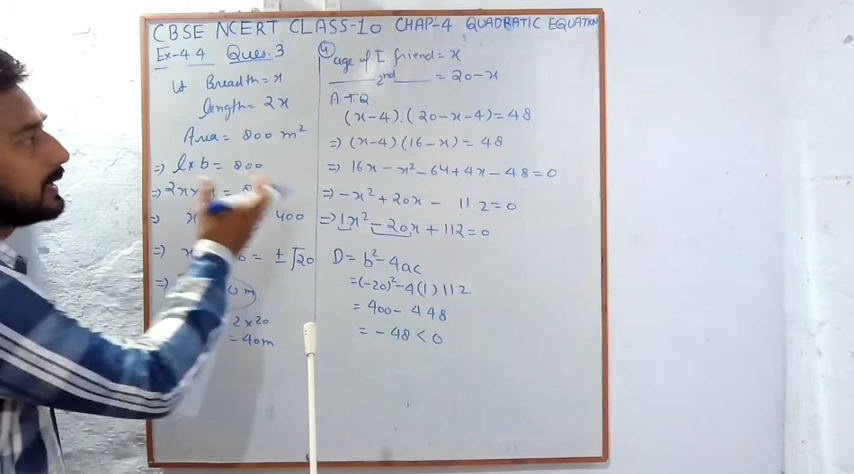 CBSE NCERT CLASS-10 CHAP-4 QUADRATIC EQUATION
Ex-4.4 Ques.3
Breadth = x
length = 2x
Area = 800 m²
=> l x b = 800
=> 2x x
400
=> = ± √20
=>
2 x 20
= 40m
4
age of I friend = x
2nd = 20-x
A.T.Q
(x-4).(20-x-4)=48
=> (x-4)(16-x) = 48
=> 16x - x² - 64 + 4x - 48 = 0
=> -x² + 20x - 112 = 0
=> 1x² - 20x + 112 = 0
D = b² - 4ac
= (-20)² - 4(1)112
= 400 - 448
= -48 < 0